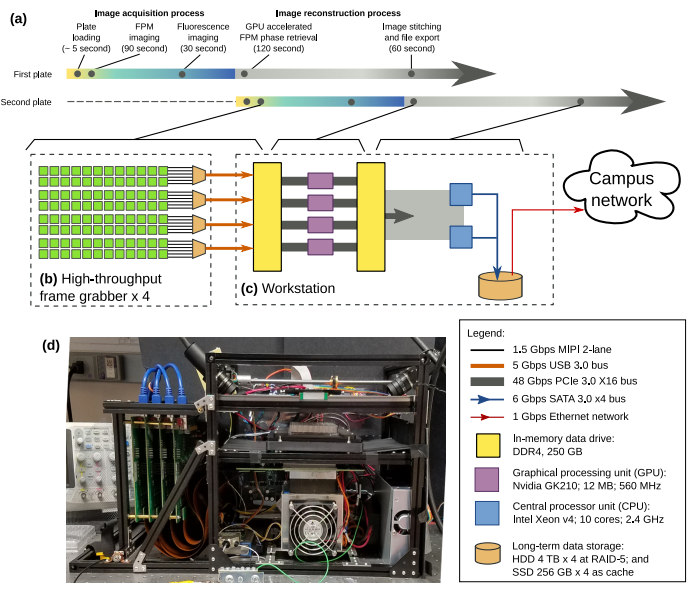 (a)
Image acquisition process
Image reconstruction process
Plate
loading
(~ 5 second)
FPM
imaging
(90 second)
Fluorescence
imaging
(30 second)
GPU accelerated
FPM phase retrieval
(120 second)
Image stitching
and file export
(60 second)
First plate
Second plate
(b) High-throughput
frame grabber x 4
(c) Workstation
Campus
network
(d)
Legend:
1.5 Gbps MIPI 2-lane
5 Gbps USB 3.0 bus
48 Gbps PCIe 3.0 X16 bus
6 Gbps SATA 3.0 x4 bus
1 Gbps Ethernet network
In-memory data drive:
DDR4, 250 GB
Graphical processing unit (GPU):
Nvidia GK210; 12 MB; 560 MHz
Central processor unit (CPU):
Intel Xeon v4; 10 cores; 2.4 GHz
Long-term data storage:
HDD 4 TB x 4 at RAID-5; and
SSD 256 GB x 4 as cache